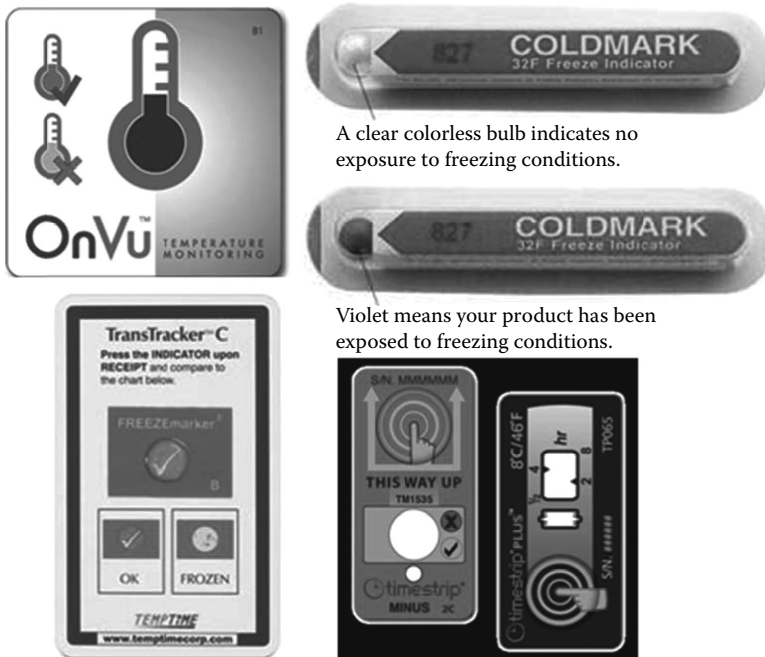 B1
OnVu™
TEMPERATURE
MONITORING
827 COLDMARK
32F Freeze Indicator
A clear colorless bulb indicates no
exposure to freezing conditions.
827 COLDMARK
32F Freeze Indicator
Violet means your product has been
exposed to freezing conditions.
TransTracker™ C
Press the INDICATOR upon
RECEIPT and compare to
the chart below.
FREEZEmarker®
B
OK FROZEN
TEMPTIME
www.temptimecorp.com
S/N. MMMMMM
THIS WAY UP
TM1535
timestrip®
MINUS 2C
8°C/46°F
hr
½ 4
2 8
TP065
timestrip®PLUS™
S/N. ######